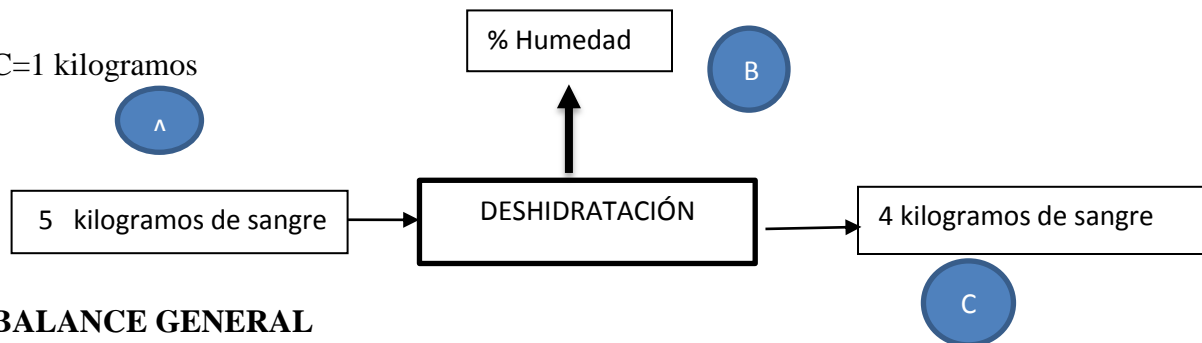 % Humedad
B
C=1 kilogramos
A
5 kilogramos de sangre
DESHIDRATACIÓN
4 kilogramos de sangre
C
BALANCE GENERAL